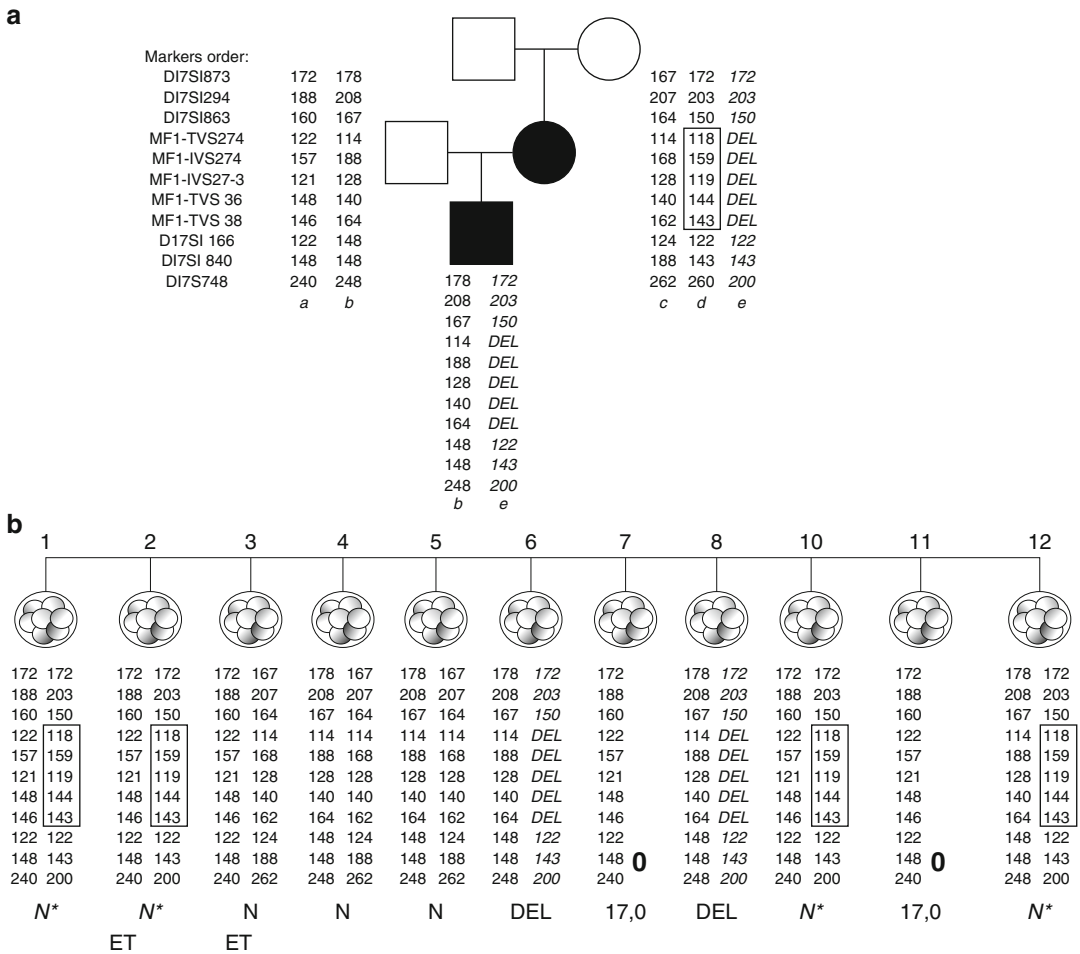 a
Markers order:
DI7SI873 172 178 167 172 172
DI7SI294 188 208 207 203 203
DI7SI863 160 167 164 150 150
MF1-TVS274 122 114 114 118 DEL
MF1-IVS274 157 188 168 159 DEL
MF1-IVS27-3 121 128 128 119 DEL
MF1-TVS 36 148 140 140 144 DEL
MF1-TVS 38 146 164 162 143 DEL
D17SI 166 122 148 124 122 122
DI7SI 840 148 148 188 143 143
DI7S748 240 248 262 260 200
a b c d e
178 172
208 203
167 150
114 DEL
188 DEL
128 DEL
140 DEL
164 DEL
148 122
148 143
248 200
b e
b
1 2 3 4 5 6 7 8 10 11 12
172 172 172 172 172 167 178 167 178 167 178 172 172 178 172 172 172 172 178 172
188 203 188 203 188 207 208 207 208 207 208 203 188 208 203 188 203 188 208 203
160 150 160 150 160 164 167 164 167 164 167 150 160 167 150 160 150 160 167 150
122 118 122 118 122 114 114 114 114 114 114 DEL 122 114 DEL 122 118 122 114 118
157 159 157 159 157 168 188 168 188 168 188 DEL 157 188 DEL 157 159 157 188 159
121 119 121 119 121 128 128 128 128 128 128 DEL 121 128 DEL 121 119 121 128 119
148 144 148 144 148 140 140 140 140 140 140 DEL 148 140 DEL 148 144 148 140 144
146 143 146 143 146 162 164 162 164 162 164 DEL 146 164 DEL 146 143 146 164 143
122 122 122 122 122 124 148 124 148 124 148 122 122 148 122 122 122 122 148 122
148 143 148 143 148 188 148 188 148 188 148 143 148 0 148 143 148 143 148 0 148 143
240 200 240 200 240 262 248 262 248 262 248 200 240 248 200 240 200 240 248 200
N* N* N N N DEL 17,0 DEL N* 17,0 N*
ET ET